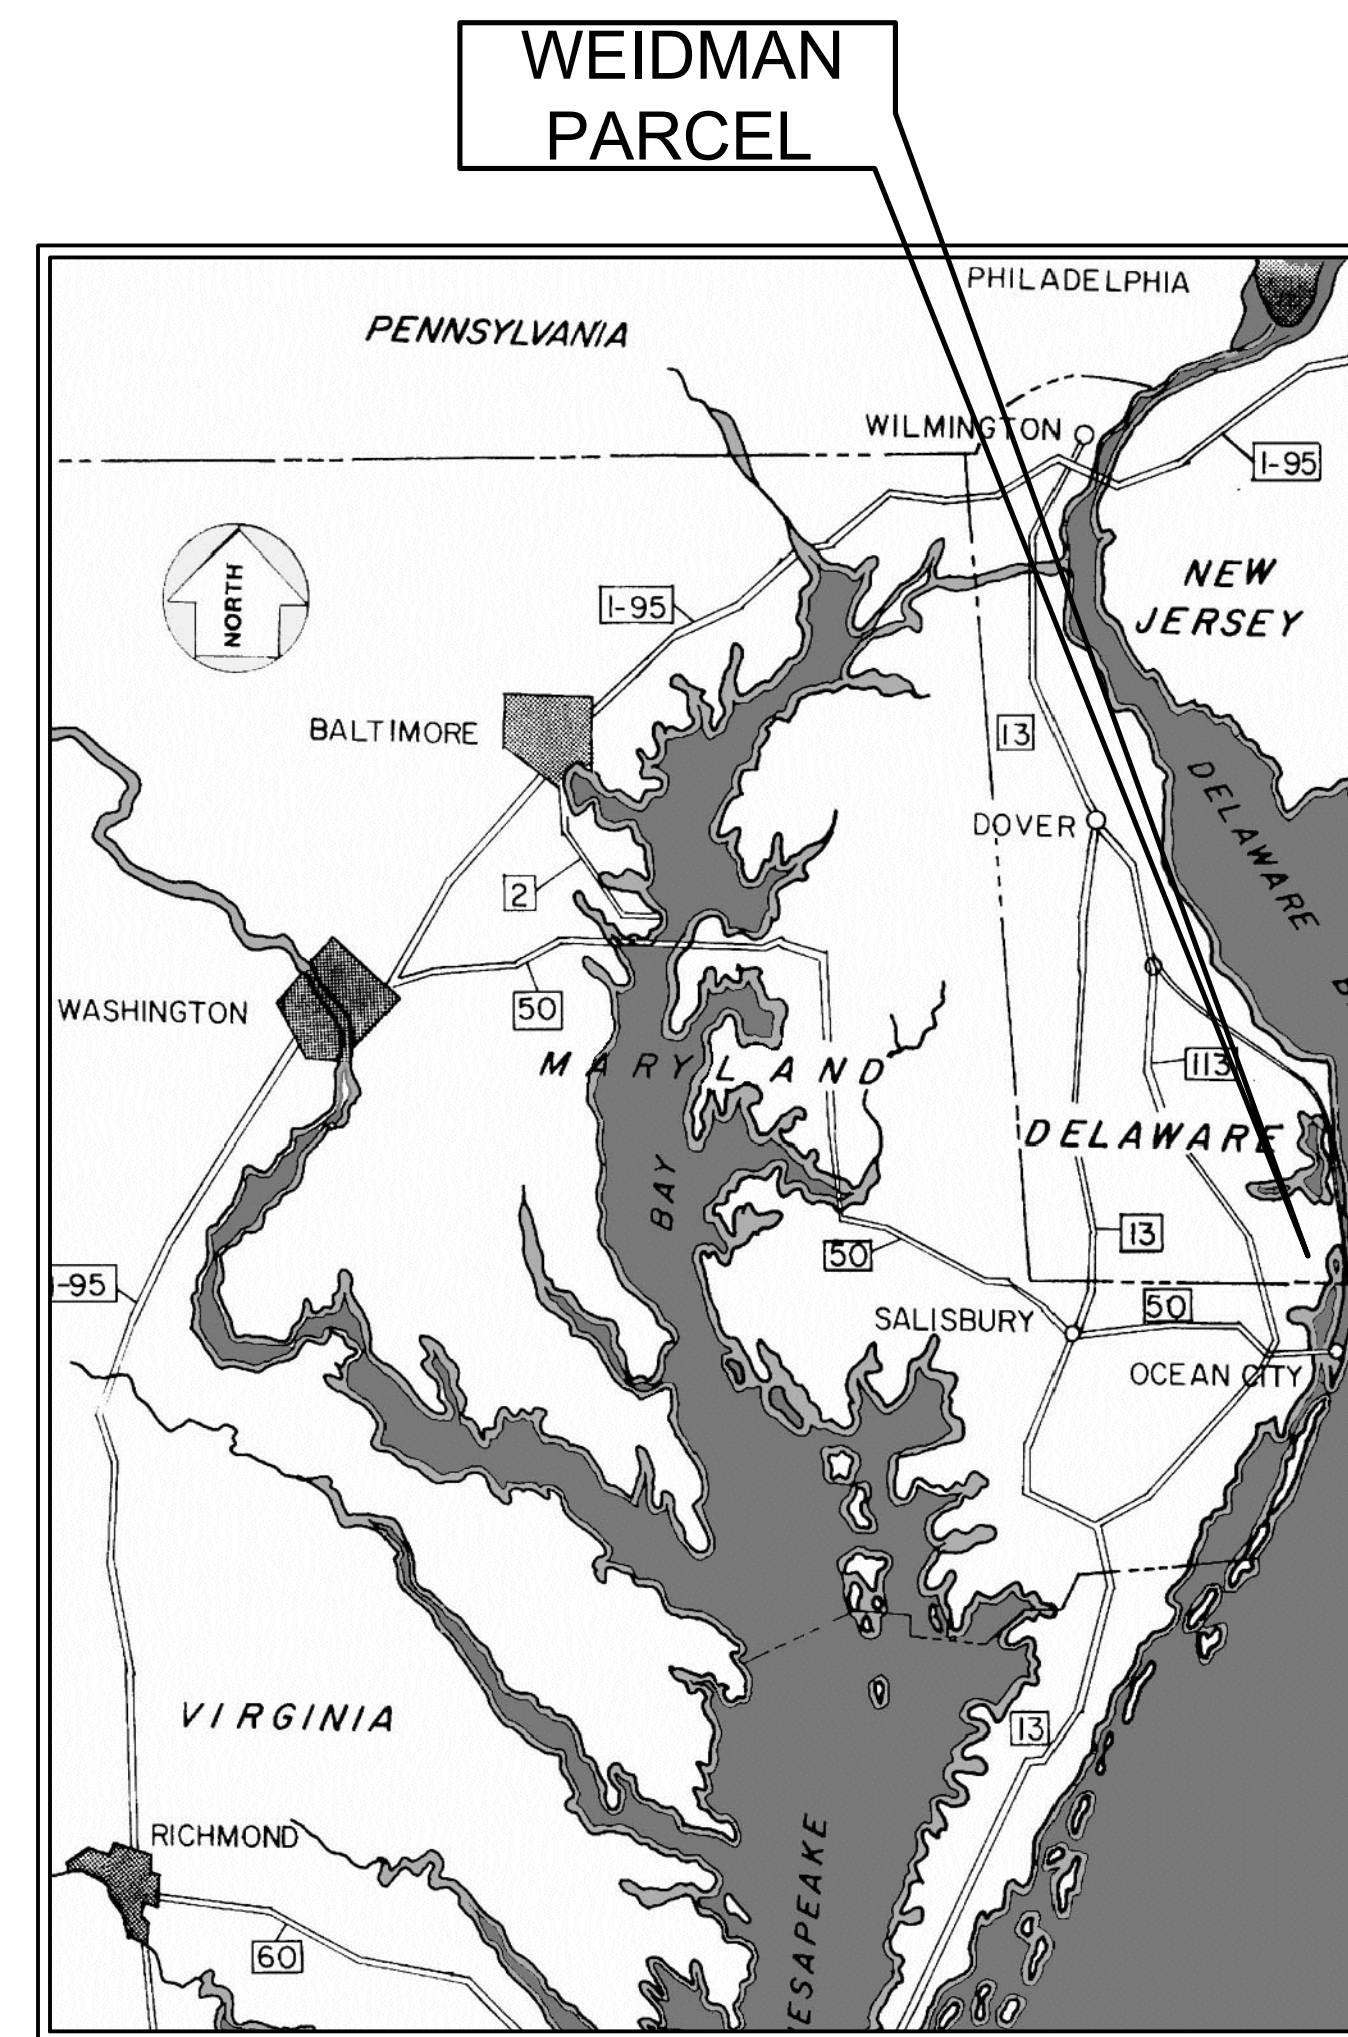 WEIDMAN
PARCEL
PHILADELPHIA
PENNSYLVANIA
WILMINGTON
I-95
NEW
JERSEY
NORTH
I-95
BALTIMORE
13
DELAWARE
DOVER
2
WASHINGTON
50
MARYLAND
113
DELAWARE
BAY
13
50
-95
50
SALISBURY
OCEAN CITY
VIRGINIA
13
RICHMOND
ESAPEAKE
60